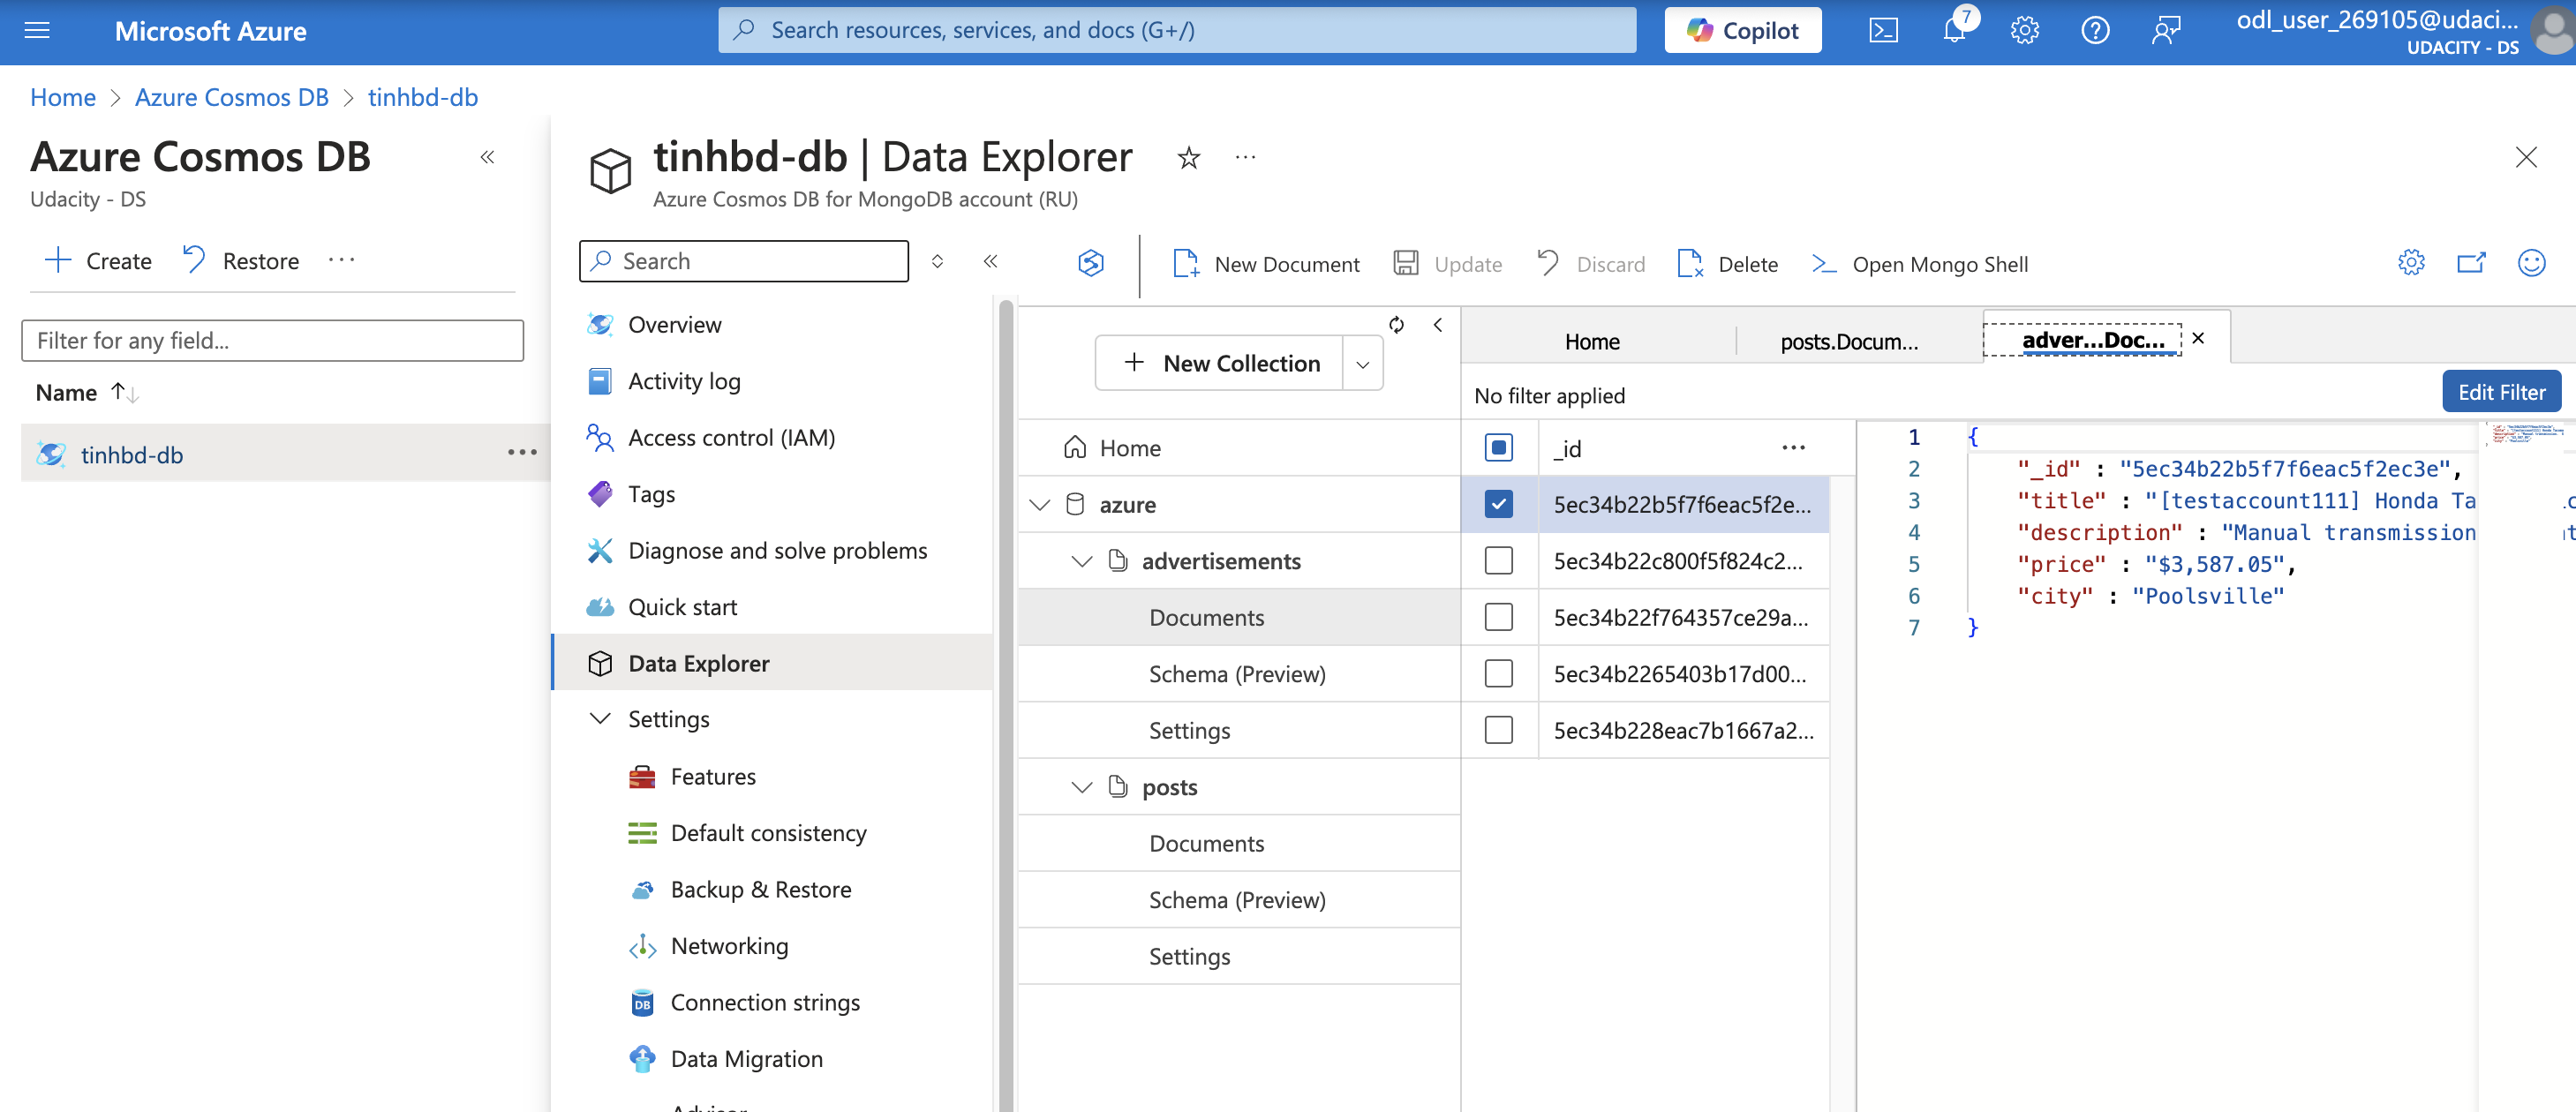 Microsoft Azure
Search resources, services, and docs (G+/)
Copilot
7
odl_user_269105@udaci...
UDACITY - DS
Home > Azure Cosmos DB > tinhbd-db
Azure Cosmos DB
Udacity - DS
Create
Restore
Filter for any field...
Name
tinhbd-db
tinhbd-db | Data Explorer
Azure Cosmos DB for MongoDB account (RU)
Search
Overview
Activity log
Access control (IAM)
Tags
Diagnose and solve problems
Quick start
Data Explorer
Settings
Features
Default consistency
Backup & Restore
Networking
DB
Connection strings
Data Migration
New Document
Update
Discard
Delete
Open Mongo Shell
New Collection
Home
azure
advertisements
Documents
Schema (Preview)
Settings
posts
Documents
Schema (Preview)
Settings
Home
posts.Docum...
adver...Doc...
No filter applied
Edit Filter
_id
5ec34b22b5f7f6eac5f2e...
5ec34b22c800f5f824c2...
5ec34b22f764357ce29a...
5ec34b2265403b17d00...
5ec34b228eac7b1667a2...
1 {
2 "_id" : "5ec34b22b5f7f6eac5f2ec3e",
3 "title" : "[testaccount111] Honda Ta
4 "description" : "Manual transmission
5 "price" : "$3,587.05",
6 "city" : "Poolsville"
7 }